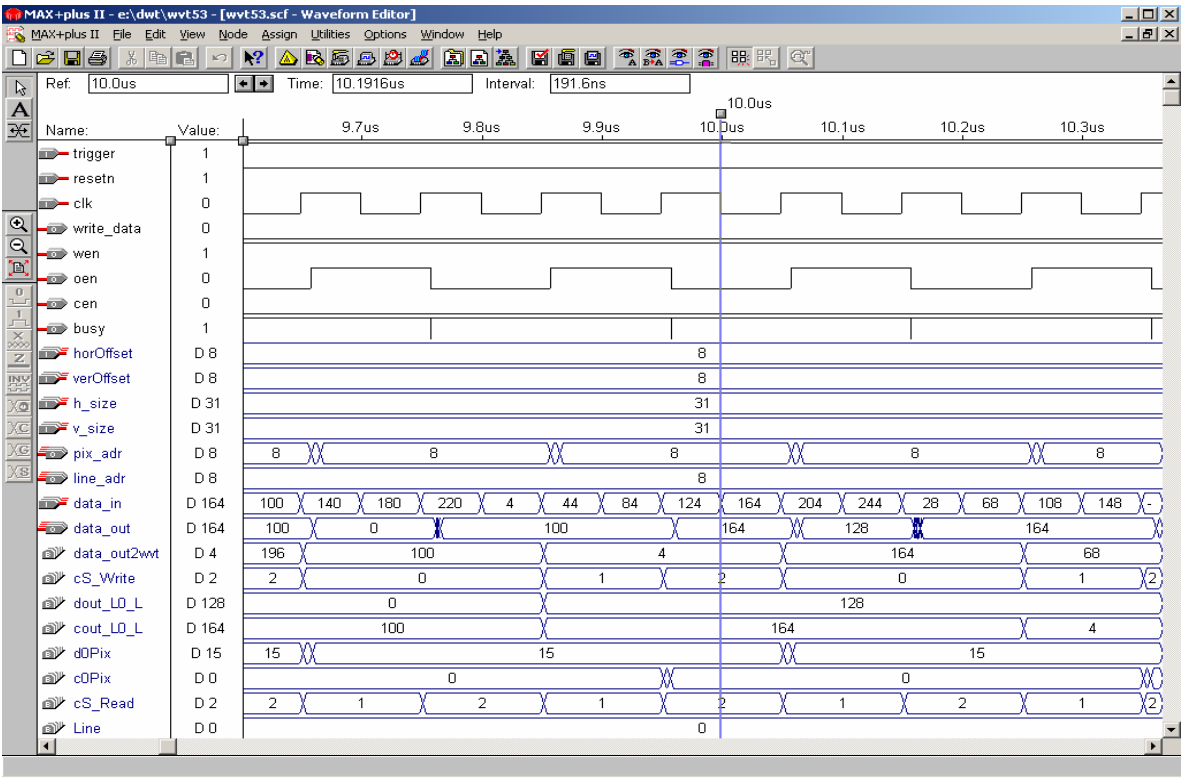 MAX+plus II - e:\dwt\wvt53 - [wvt53.scf - Waveform Editor]
MAX+plus II File Edit View Node Assign Utilities Options Window Help
Ref: 10.0us Time: 10.1916us Interval: 191.6ns
10.0us
Name: Value: 9.7us 9.8us 9.9us 10.0us 10.1us 10.2us 10.3us
trigger 1
resetn 1
clk 0
write_data 0
wen 1
oen 0
cen 0
busy 1
horOffset D 8 8
verOffset D 8 8
h_size D 31 31
v_size D 31 31
pix_adr D 8 8 8 8 8 8
line_adr D 8 8
data_in D 164 100 140 180 220 4 44 84 124 164 204 244 28 68 108 148 -
data_out D 164 100 0 100 164 128 164
data_out2wvt D 4 196 100 4 164 68
cS_Write D 2 2 0 1 2 0 1 2
dout_L0_L D 128 0 128
cout_L0_L D 164 100 164 4
d0Pix D 15 15 15 15
c0Pix D 0 0 0
cS_Read D 2 2 1 2 1 2 1 2 1 2
Line D 0 0